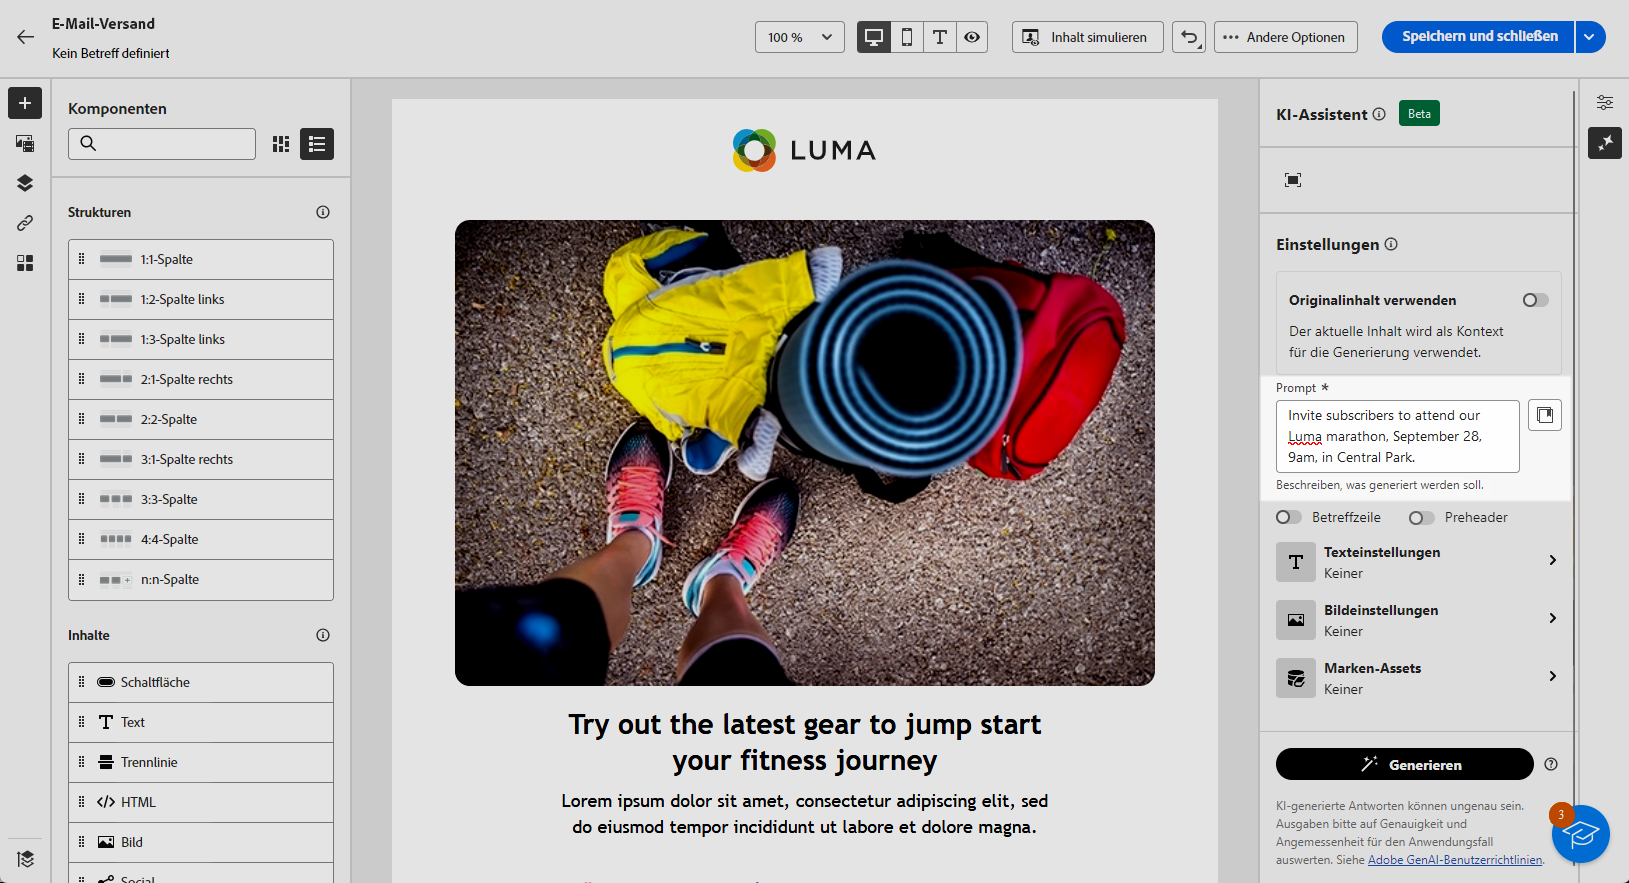 E-Mail-Versand
Kein Betreff definiert
100 %
Inhalt simulieren
Andere Optionen
Speichern und schließen
Komponenten
Strukturen
1:1-Spalte
1:2-Spalte links
1:3-Spalte links
2:1-Spalte rechts
2:2-Spalte
3:1-Spalte rechts
3:3-Spalte
4:4-Spalte
n:n-Spalte
Inhalte
Schaltfläche
Text
Trennlinie
HTML
Bild
Social
LUMA
Try out the latest gear to jump start
your fitness journey
Lorem ipsum dolor sit amet, consectetur adipiscing elit, sed
do eiusmod tempor incididunt ut labore et dolore magna.
KI-Assistent
Beta
Einstellungen
Originalinhalt verwenden
Der aktuelle Inhalt wird als Kontext
für die Generierung verwendet.
Prompt *
Invite subscribers to attend our
Luma marathon, September 28,
9am, in Central Park.
Beschreiben, was generiert werden soll.
Betreffzeile
Preheader
Texteinstellungen
Keiner
Bildeinstellungen
Keiner
Marken-Assets
Keiner
Generieren
KI-generierte Antworten können ungenau sein.
Ausgaben bitte auf Genauigkeit und
Angemessenheit für den Anwendungsfall
auswerten. Siehe Adobe GenAI-Benutzerrichtlinien.
3